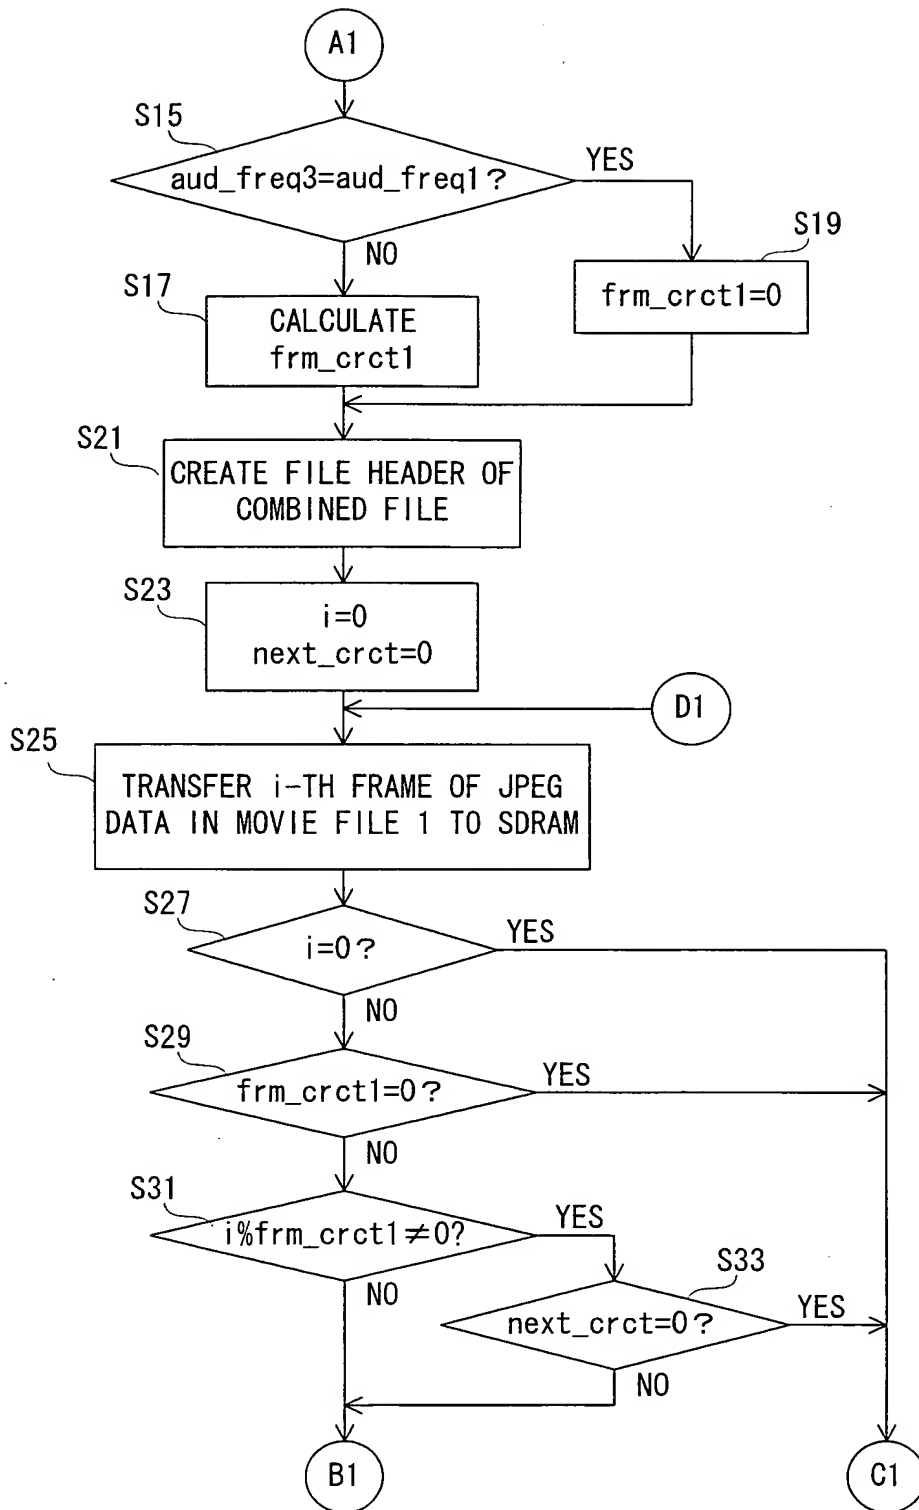 A1
S15
aud_freq3=aud_freq1?
YES
NO
S19
frm_crct1=0
S17
CALCULATE
frm_crct1
S21
CREATE FILE HEADER OF
COMBINED FILE
S23
i=0
next_crct=0
D1
S25
TRANSFER i-TH FRAME OF JPEG
DATA IN MOVIE FILE 1 TO SDRAM
S27
i=0?
YES
NO
S29
frm_crct1=0?
YES
NO
S31
i%frm_crct1≠0?
YES
NO
S33
next_crct=0?
YES
NO
B1
C1